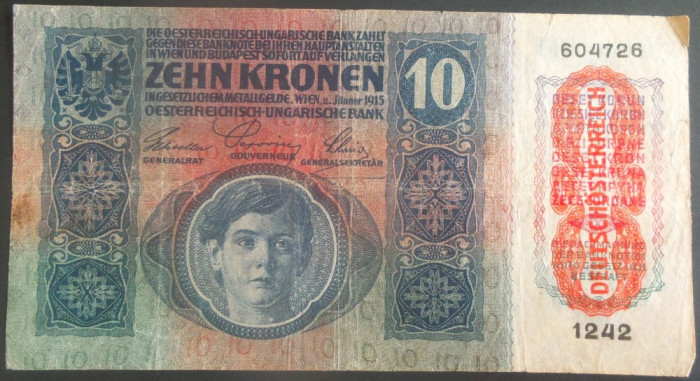 DIE OESTERREICHISCH-UNGARISCHE BANK ZAHLT
GEGEN DIESE BANKNOTE BEI IHREN HAUPTANSTALTEN
IN WIEN UND BUDAPEST SOFORT AUF VERLANGEN
ZEHN KRONEN
IN GESETZLICHEM METALLGELDE. WIEN, 2. Jänner 1915
OESTERREICHISCH-UNGARISCHE BANK
GENERALRAT
GOUVERNEUR
GENERALSEKRETÄR
10
604726
DEUTSCHÖSTERREICH
1242